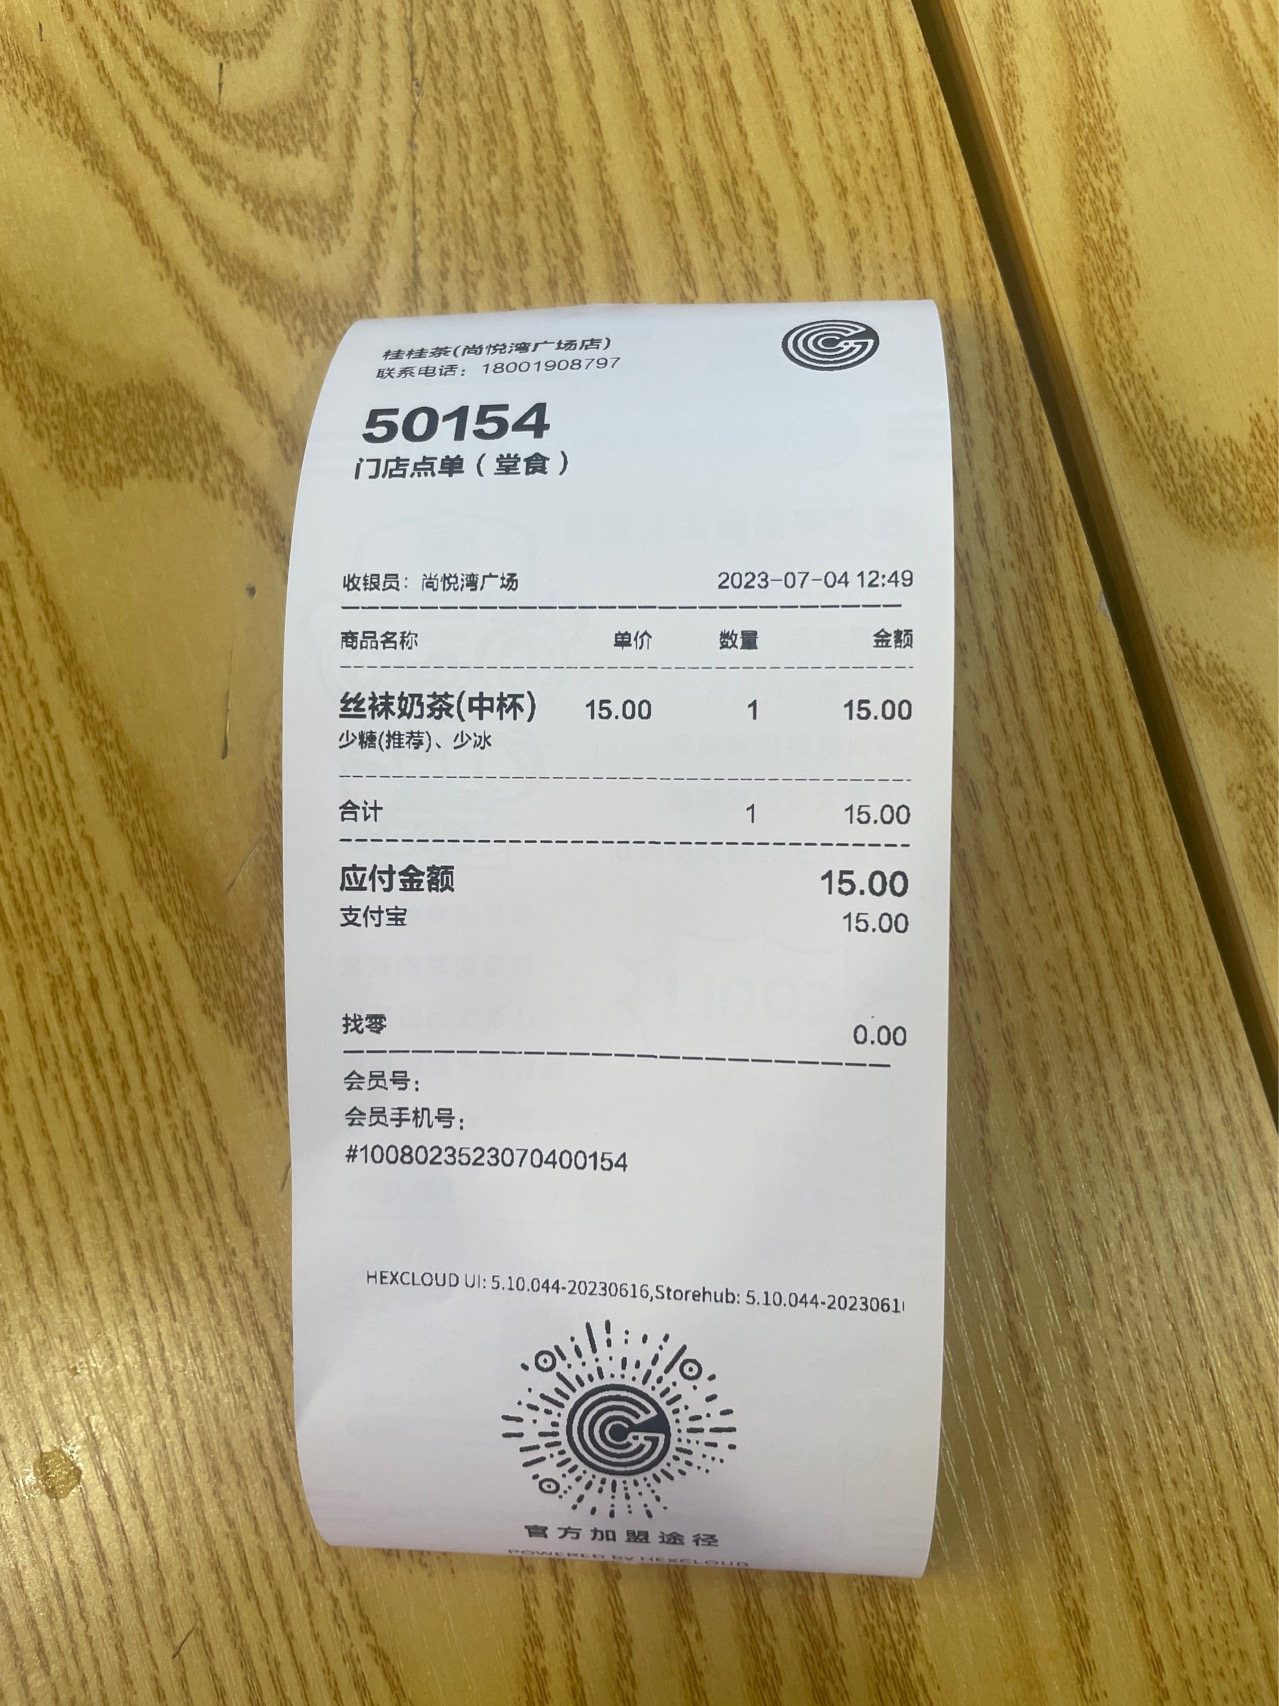 桂桂茶(尚悦湾广场店)
联系电话：18001908797
50154
门店点单（堂食）
收银员：尚悦湾广场 2023-07-04 12:49
商品名称 单价 数量 金额
丝袜奶茶(中杯) 15.00 1 15.00
少糖(推荐)、少冰
合计 1 15.00
应付金额 15.00
支付宝 15.00
找零 0.00
会员号：
会员手机号：
#1008023523070400154
HEXCLOUD UI: 5.10.044-20230616,Storehub: 5.10.044-2023061
官方加盟途径
POWERED by HEXCLOUD